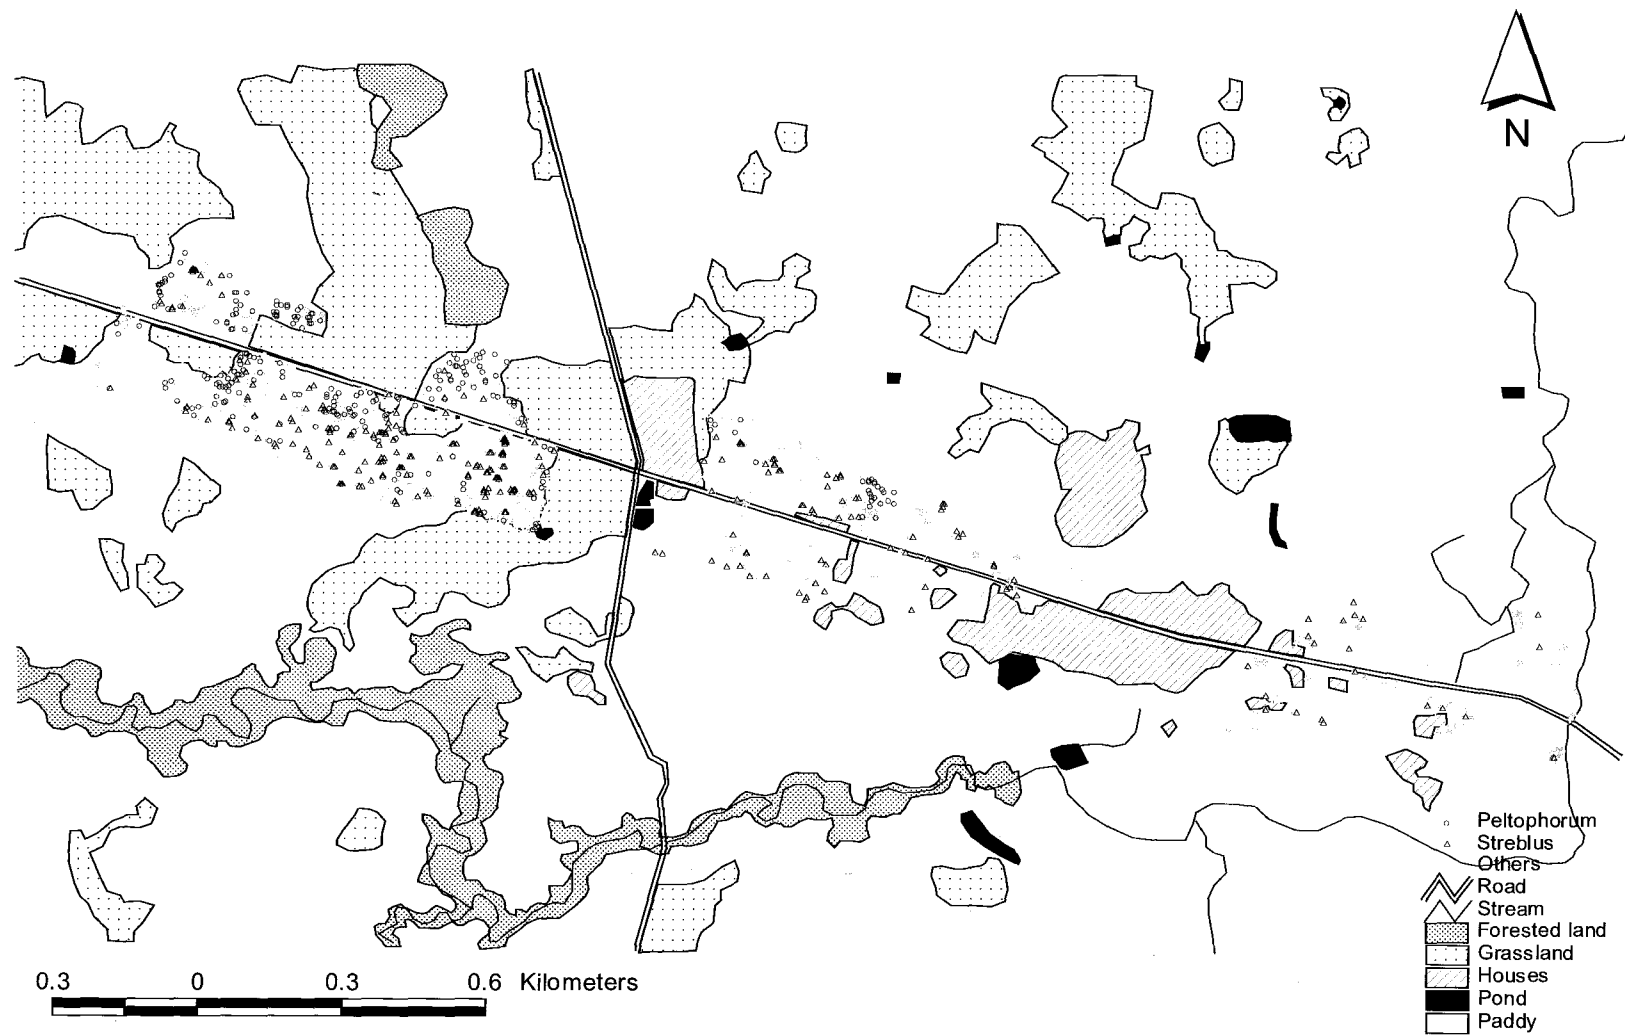 N
Peltophorum
Streblus
Others
Road
Stream
Forested land
Grassland
Houses
Pond
Paddy
0.3 0 0.3 0.6 Kilometers